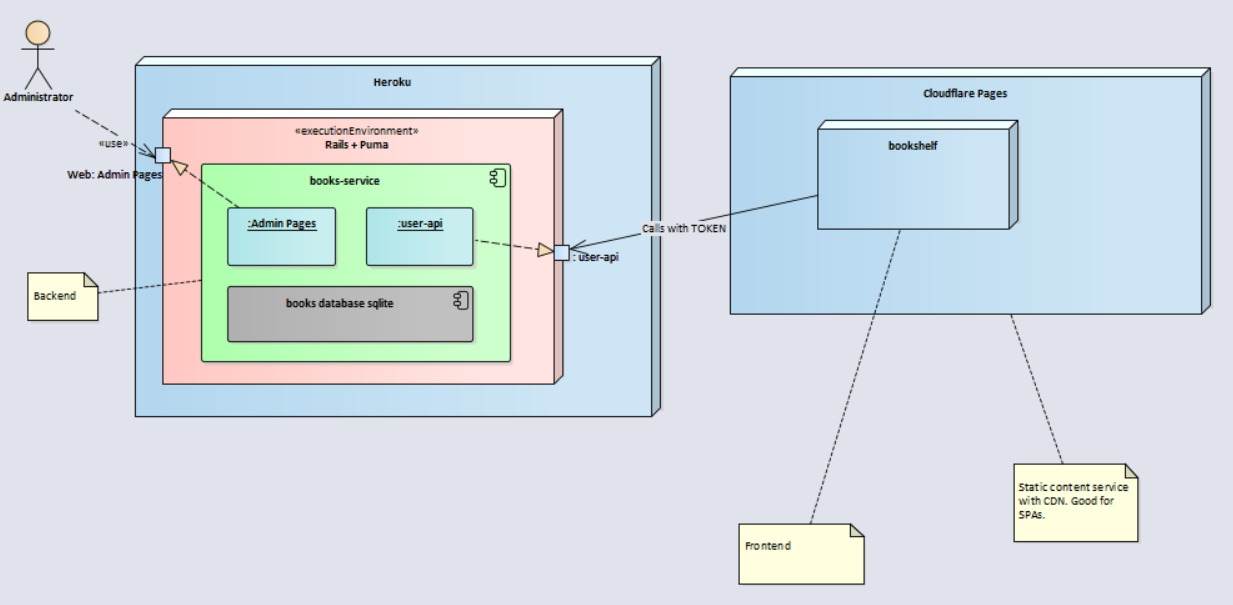 Administrator
«use»
Web: Admin Pages
Heroku
«executionEnvironment»
Rails + Puma
books-service
:Admin Pages
:user-api
books database sqlite
Backend
: user-api
Calls with TOKEN
Cloudflare Pages
bookshelf
Frontend
Static content service
with CDN. Good for
SPAs.